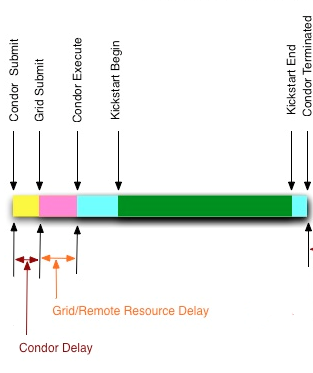 Condor Submit
Grid Submit
Condor Execute
Kickstart Begin
Kickstart End
Condor Terminated
Grid/Remote Resource Delay
Condor Delay